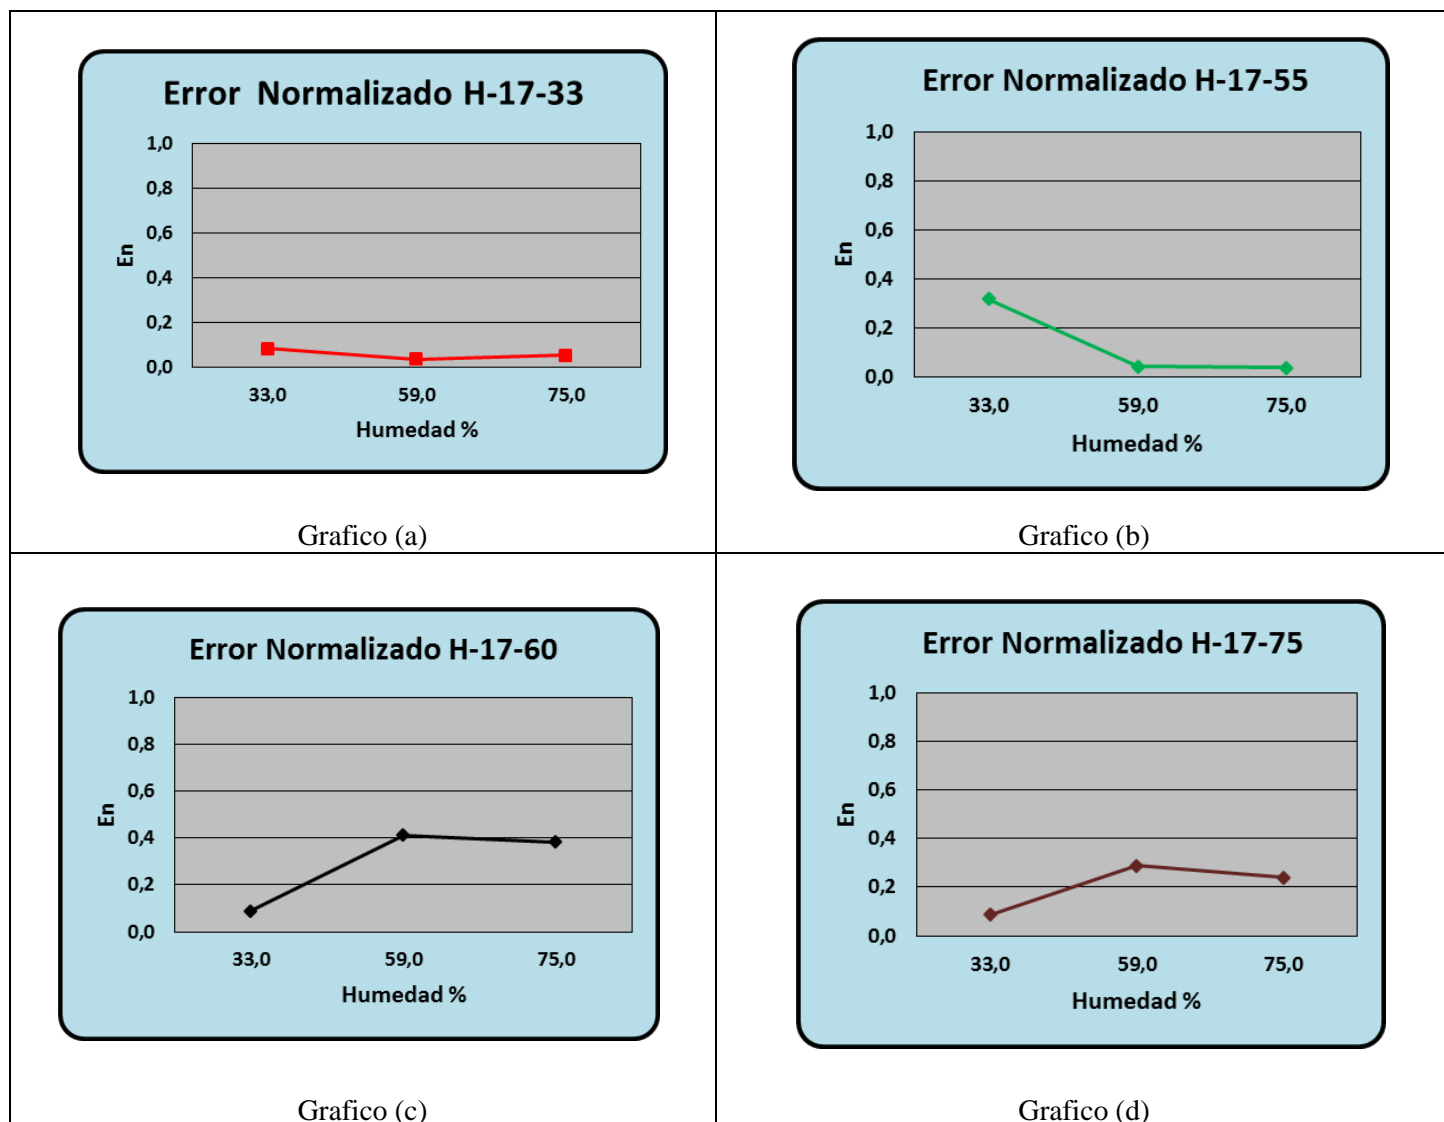 Error Normalizado H-17-33
1,0
0,8
0,6
0,4
0,2
0,0
En
33,0 59,0 75,0
Humedad %
Grafico (a)
Error Normalizado H-17-55
1,0
0,8
0,6
0,4
0,2
0,0
En
33,0 59,0 75,0
Humedad %
Grafico (b)
Error Normalizado H-17-60
1,0
0,8
0,6
0,4
0,2
0,0
En
33,0 59,0 75,0
Humedad %
Grafico (c)
Error Normalizado H-17-75
1,0
0,8
0,6
0,4
0,2
0,0
En
33,0 59,0 75,0
Humedad %
Grafico (d)